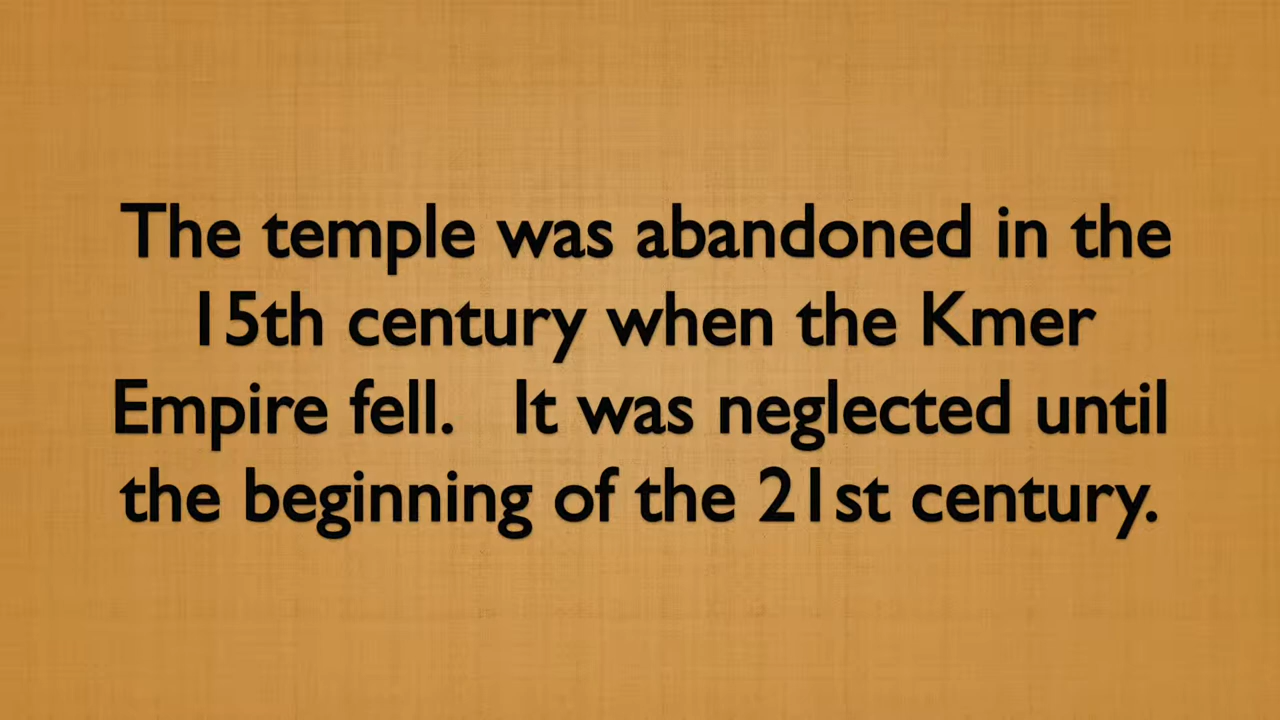 The temple was abandoned in the
15th century when the Kmer
Empire fell.   It was neglected until
the beginning of the 21st century.